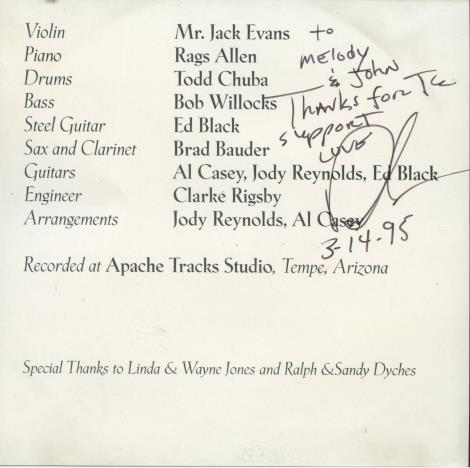 Violin Mr. Jack Evans
Piano Rags Allen
Drums Todd Chuba
Bass Bob Willocks
Steel Guitar Ed Black
Sax and Clarinet Brad Bauder
Guitars Al Casey, Jody Reynolds, Ed Black
Engineer Clarke Rigsby
Arrangements Jody Reynolds, Al Casey
to
Melody
& John
Thanks for The
support
Love
3-14-95
Recorded at Apache Tracks Studio, Tempe, Arizona
Special Thanks to Linda & Wayne Jones and Ralph &Sandy Dyches